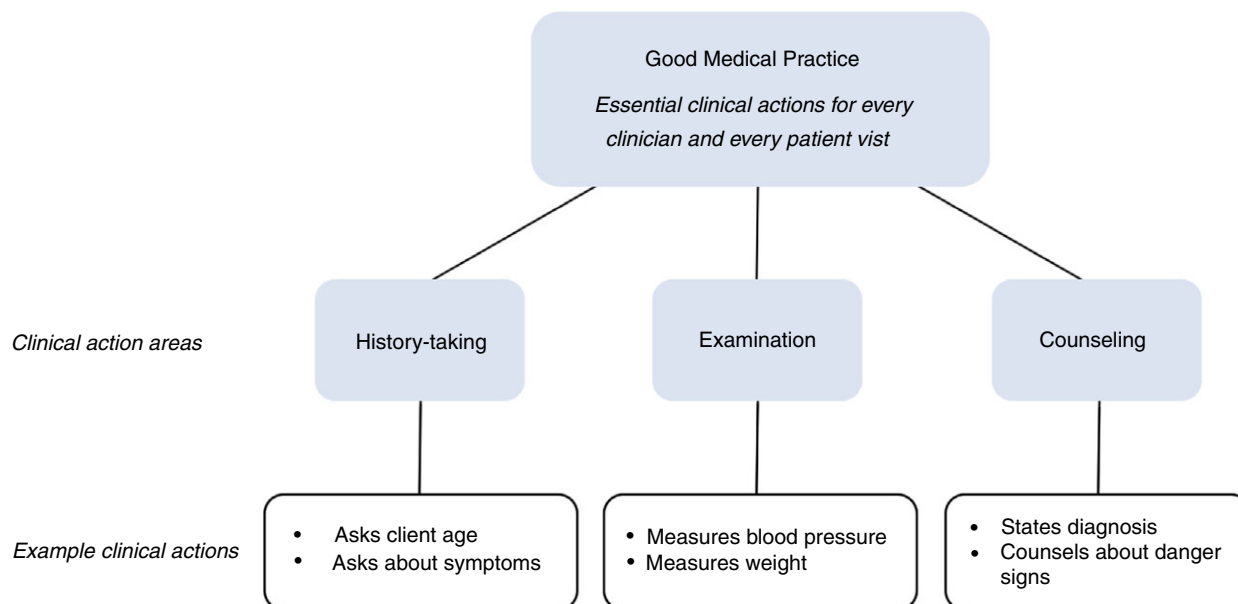 Good Medical Practice
Essential clinical actions for every
clinician and every patient vist
Clinical action areas
History-taking
Examination
Counseling
Example clinical actions
• Asks client age
• Asks about symptoms
• Measures blood pressure
• Measures weight
• States diagnosis
• Counsels about danger
signs